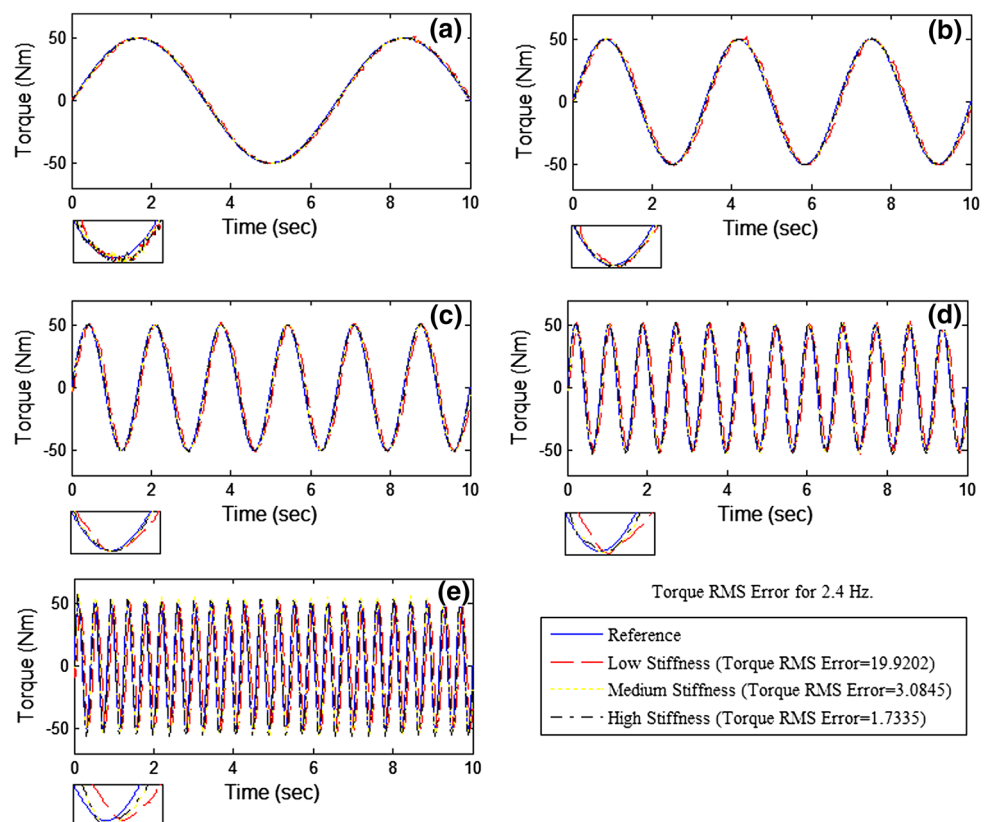 (a)
Torque (Nm)
50
0
-50
0 2 4 6 8 10
Time (sec)
(b)
Torque (Nm)
50
0
-50
0 2 4 6 8 10
Time (sec)
(c)
Torque (Nm)
50
0
-50
0 2 4 6 8 10
Time (sec)
(d)
Torque (Nm)
50
0
-50
0 2 4 6 8 10
Time (sec)
(e)
Torque (Nm)
50
0
-50
0 2 4 6 8 10
Time (sec)
Torque RMS Error for 2.4 Hz.
Reference
Low Stiffness (Torque RMS Error=19.9202)
Medium Stiffness (Torque RMS Error=3.0845)
High Stiffness (Torque RMS Error=1.7335)